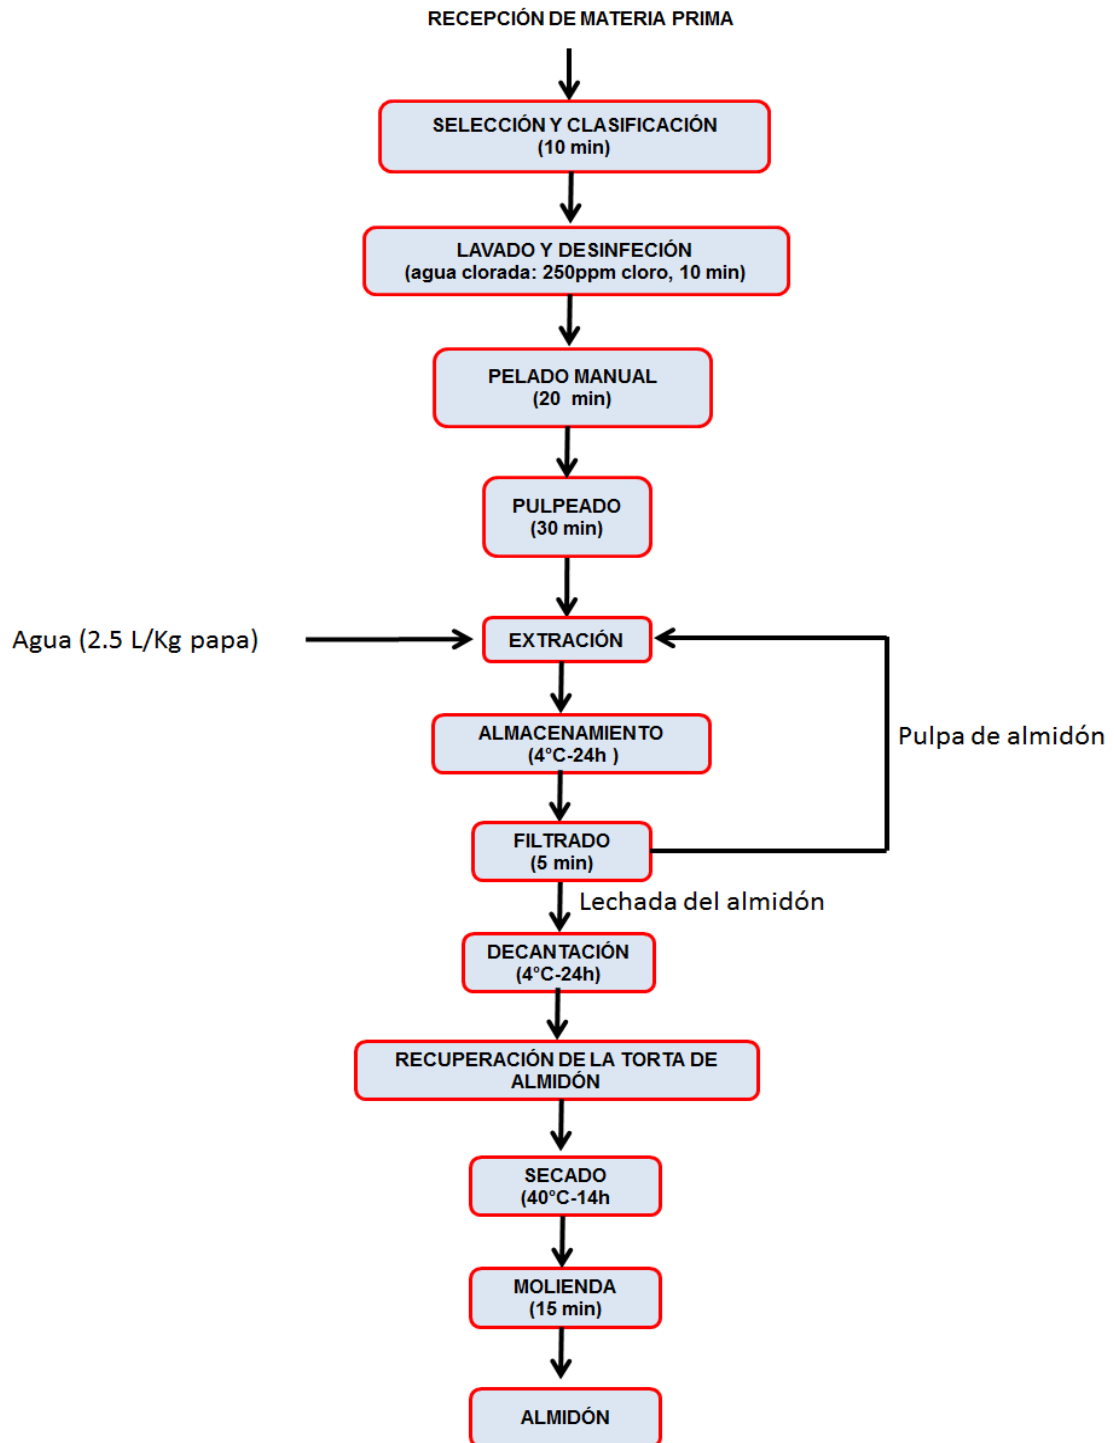 RECEPCIÓN DE MATERIA PRIMA
SELECCIÓN Y CLASIFICACIÓN
(10 min)
LAVADO Y DESINFECIÓN
(agua clorada: 250ppm cloro, 10 min)
PELADO MANUAL
(20 min)
PULPEADO
(30 min)
Agua (2.5 L/Kg papa)
EXTRACIÓN
ALMACENAMIENTO
(4°C-24h )
Pulpa de almidón
FILTRADO
(5 min)
Lechada del almidón
DECANTACIÓN
(4°C-24h)
RECUPERACIÓN DE LA TORTA DE
ALMIDÓN
SECADO
(40°C-14h
MOLIENDA
(15 min)
ALMIDÓN